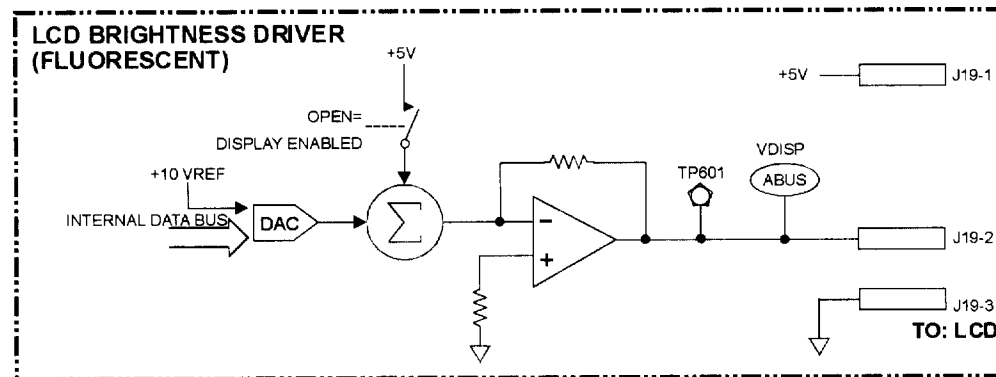 LCD BRIGHTNESS DRIVER
(FLUORESCENT)
+5V
+5V
J19-1
OPEN=
DISPLAY ENABLED
VDISP
TP601
ABUS
+10 VREF
INTERNAL DATA BUS
DAC
Σ
−
+
J19-2
J19-3
TO: LCD